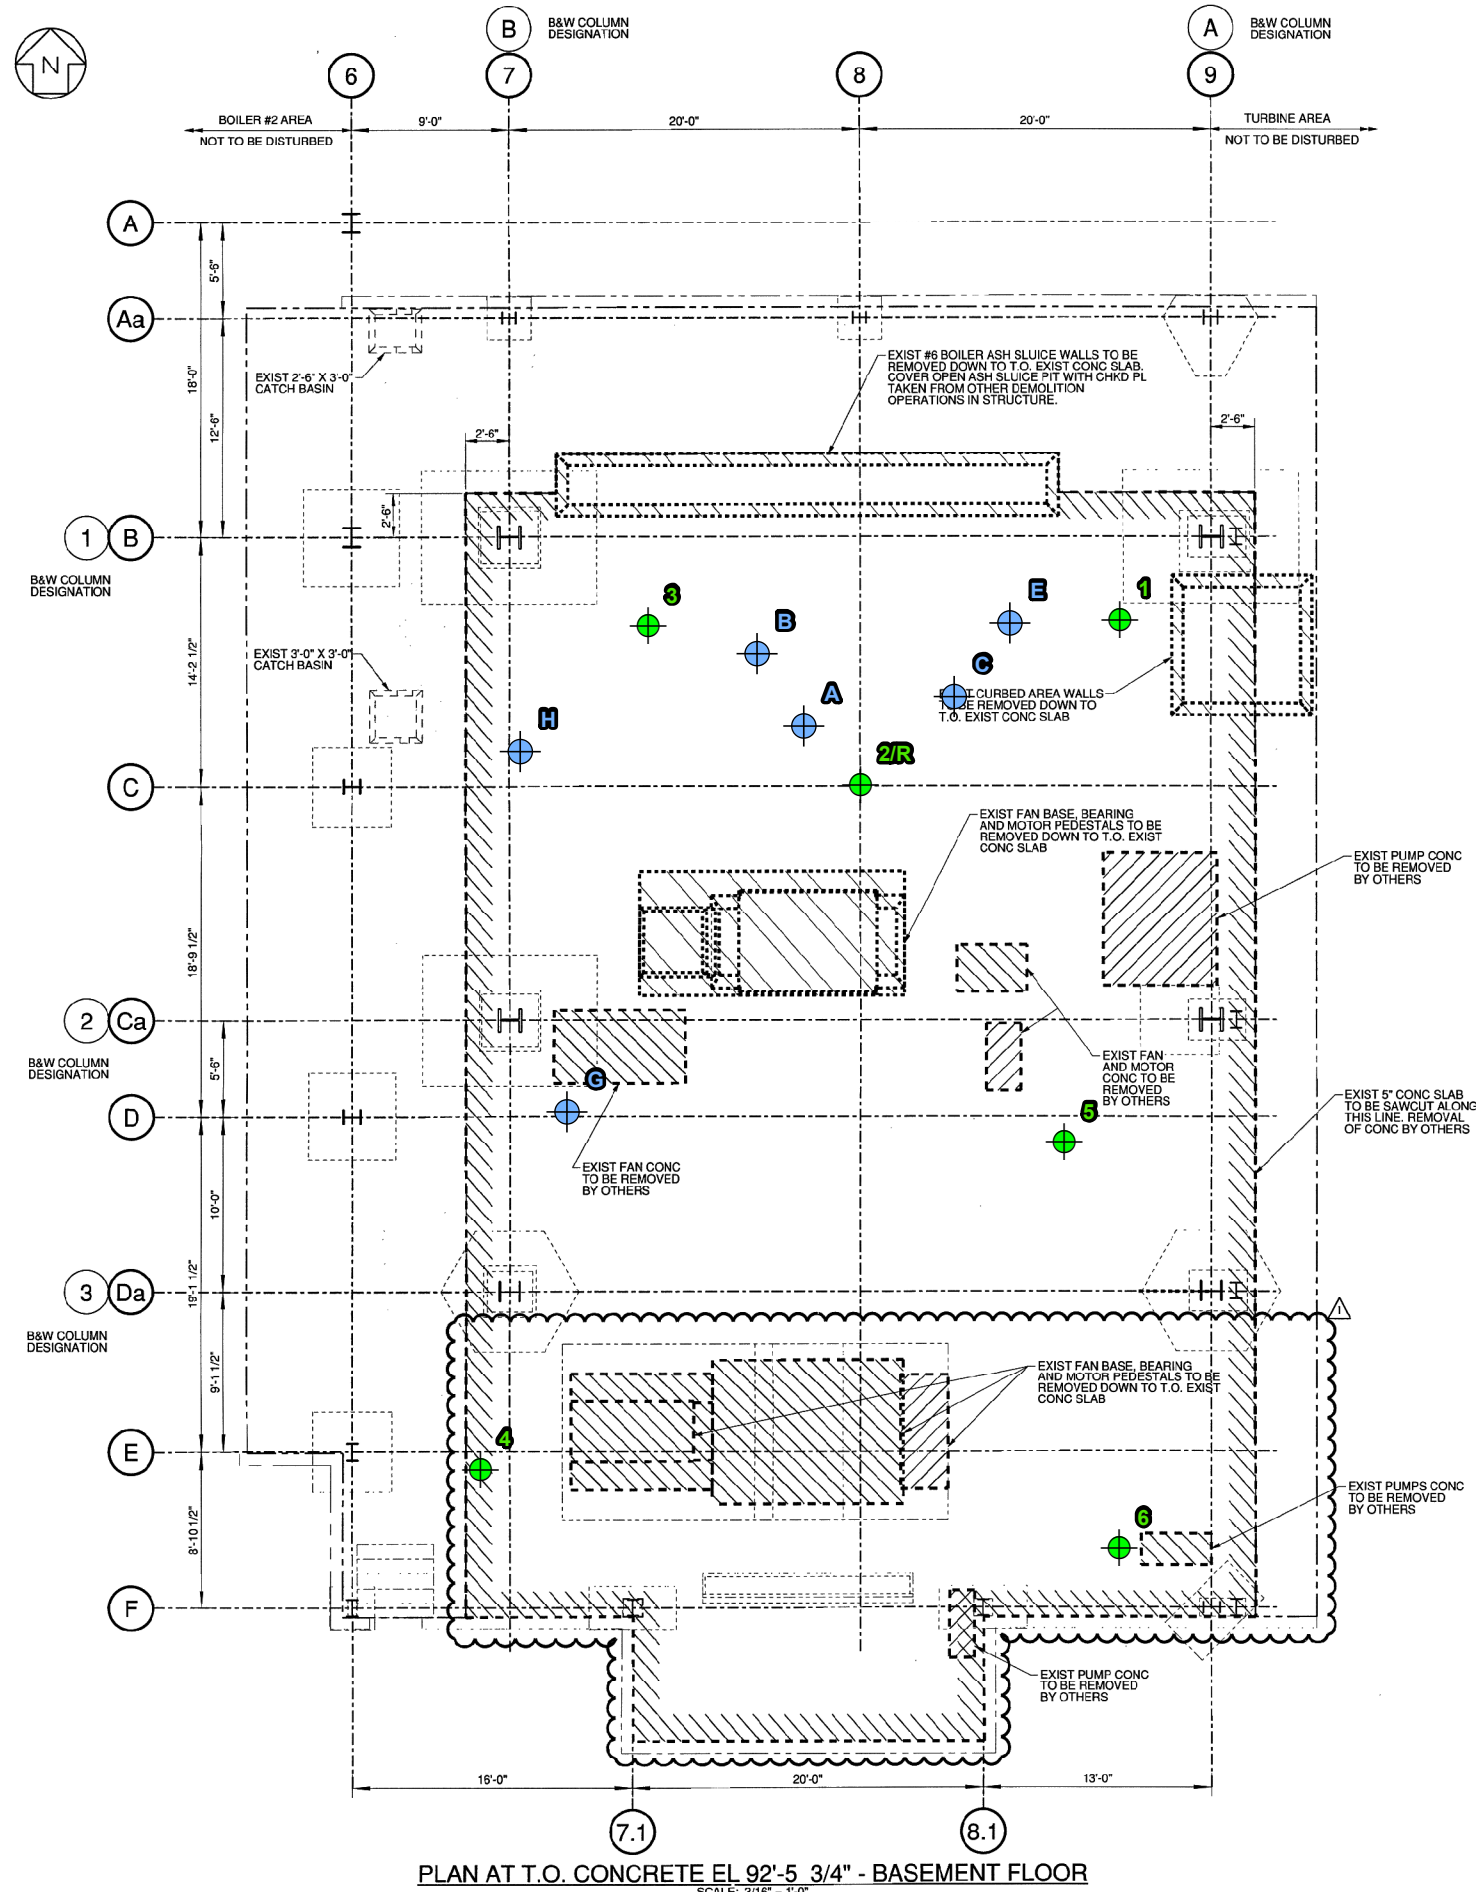 N
B
B&W COLUMN
DESIGNATION
A
B&W COLUMN
DESIGNATION
6
7
8
9
BOILER #2 AREA
NOT TO BE DISTURBED
9'-0"
20'-0"
20'-0"
TURBINE AREA
NOT TO BE DISTURBED
A
5'-6"
Aa
18'-0"
12'-6"
EXIST 2'-6" X 3'-0"
CATCH BASIN
EXIST #6 BOILER ASH SLUICE WALLS TO BE
REMOVED DOWN TO T.O. EXIST CONC SLAB.
COVER OPEN ASH SLUICE PIT WITH CHKD PL
TAKEN FROM OTHER DEMOLITION
OPERATIONS IN STRUCTURE.
2'-6"
2'-6"
2'-6"
1
B
B&W COLUMN
DESIGNATION
3
B
E
1
C
A
H
2/R
14'-2 1/2"
EXIST 3'-0" X 3'-0"
CATCH BASIN
CURBED AREA WALLS
BE REMOVED DOWN TO
T.O. EXIST CONC SLAB
C
EXIST FAN BASE, BEARING
AND MOTOR PEDESTALS TO BE
REMOVED DOWN TO T.O. EXIST
CONC SLAB
EXIST PUMP CONC
TO BE REMOVED
BY OTHERS
18'-9 1/2"
2
Ca
B&W COLUMN
DESIGNATION
5'-6"
G
EXIST FAN
AND MOTOR
CONC TO BE
REMOVED
BY OTHERS
5
EXIST 5" CONC SLAB
TO BE SAWCUT ALONG
THIS LINE. REMOVAL
OF CONC BY OTHERS
D
EXIST FAN CONC
TO BE REMOVED
BY OTHERS
10'-0"
19'-1 1/2"
3
Da
B&W COLUMN
DESIGNATION
1
9'-1 1/2"
EXIST FAN BASE, BEARING
AND MOTOR PEDESTALS TO BE
REMOVED DOWN TO T.O. EXIST
CONC SLAB
4
E
8'-10 1/2"
6
EXIST PUMPS CONC
TO BE REMOVED
BY OTHERS
F
EXIST PUMP CONC
TO BE REMOVED
BY OTHERS
16'-0"
20'-0"
13'-0"
7.1
8.1
PLAN AT T.O. CONCRETE EL 92'-5 3/4" - BASEMENT FLOOR
SCALE: 3/16" = 1'-0"